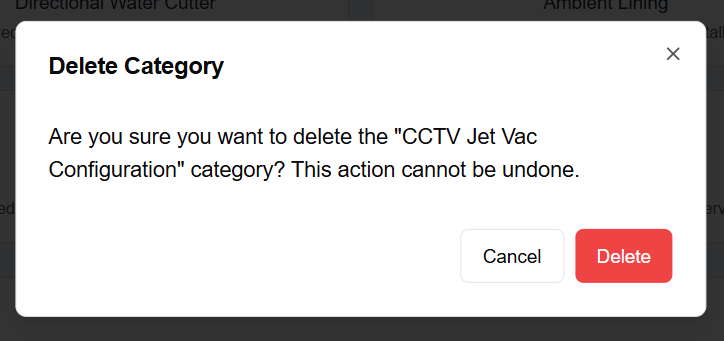 Directional Water Cutter
Ambient Lining
Delete Category
Are you sure you want to delete the "CCTV Jet Vac
Configuration" category? This action cannot be undone.
Cancel
Delete